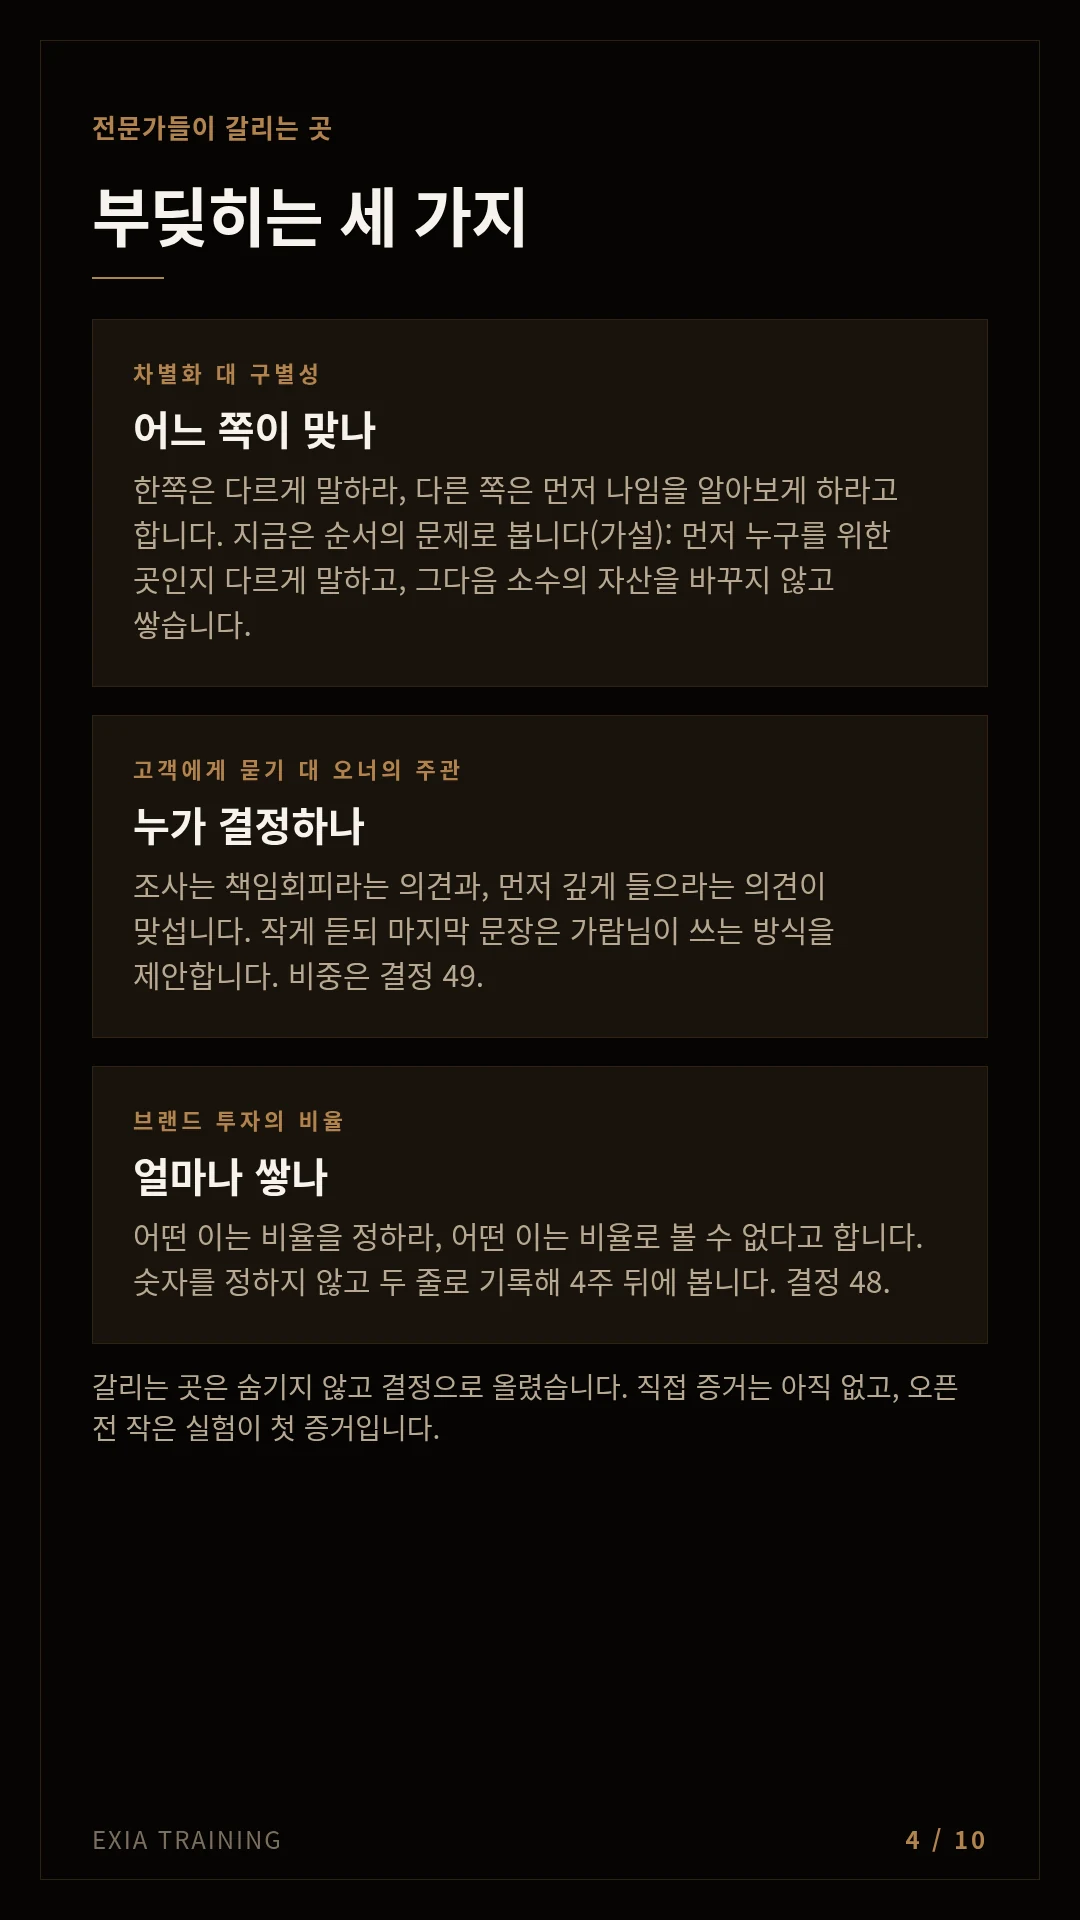 전문가들이 갈리는 곳
부딪히는 세 가지
차별화 대 구별성
어느 쪽이 맞나
한쪽은 다르게 말하라, 다른 쪽은 먼저 나임을 알아보게 하라고
합니다. 지금은 순서의 문제로 봅니다(가설): 먼저 누구를 위한
곳인지 다르게 말하고, 그다음 소수의 자산을 바꾸지 않고
쌓습니다.
고객에게 묻기 대 오너의 주관
누가 결정하나
조사는 책임회피라는 의견과, 먼저 깊게 들으라는 의견이
맞섭니다. 작게 듣되 마지막 문장은 가람님이 쓰는 방식을
제안합니다. 비중은 결정 49.
브랜드 투자의 비율
얼마나 쌓나
어떤 이는 비율을 정하라, 어떤 이는 비율로 볼 수 없다고 합니다.
숫자를 정하지 않고 두 줄로 기록해 4주 뒤에 봅니다. 결정 48.
갈리는 곳은 숨기지 않고 결정으로 올렸습니다. 직접 증거는 아직 없고, 오픈
전 작은 실험이 첫 증거입니다.
EXIA TRAINING
4 / 10